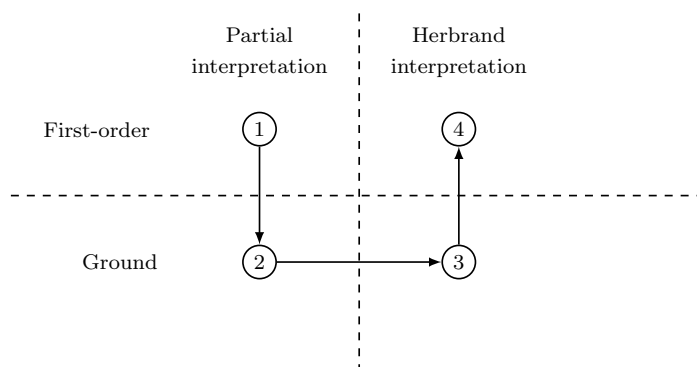 Partial
interpretation
Herbrand
interpretation
First-order
1
4
Ground
2
3